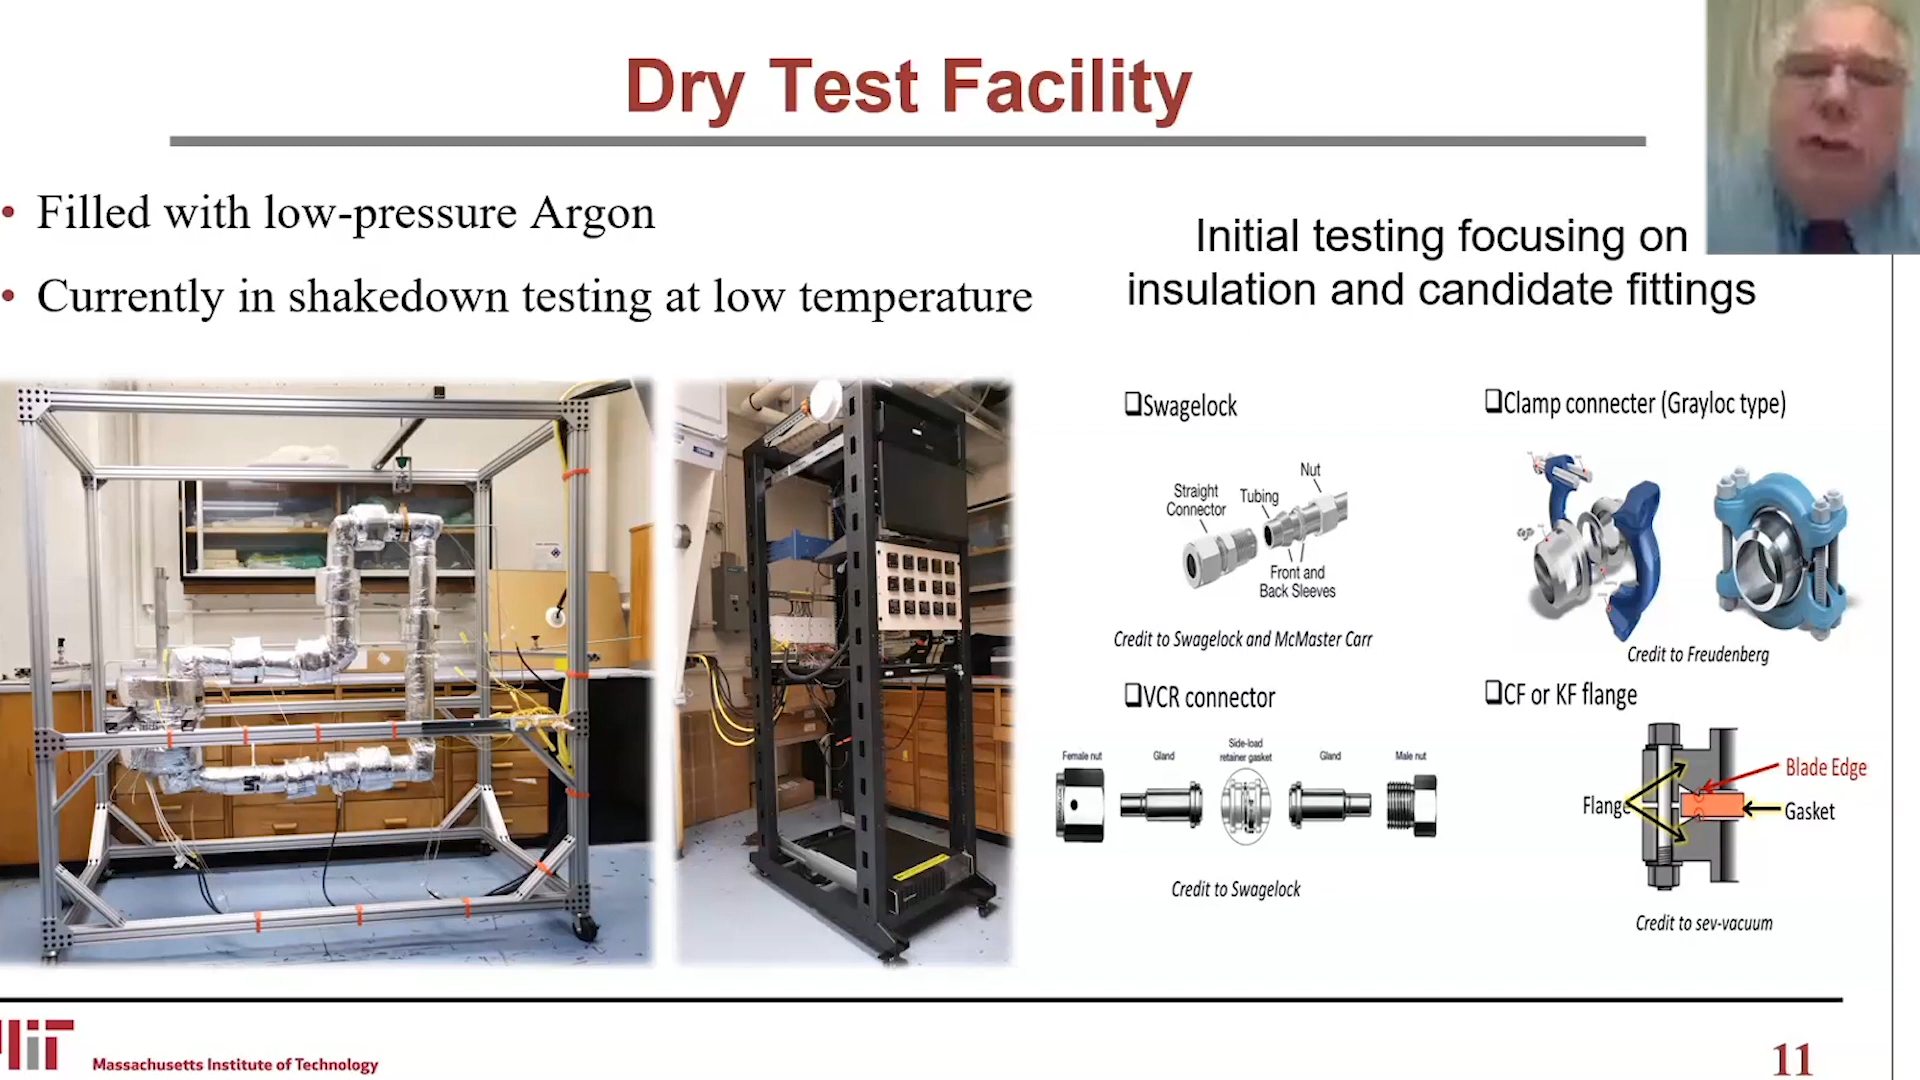 Dry Test Facility
• Filled with low-pressure Argon
• Currently in shakedown testing at low temperature
Initial testing focusing on
insulation and candidate fittings
❑Swagelock
Straight
Connector
Tubing
Nut
Front and
Back Sleeves
Credit to Swagelock and McMaster Carr
❑Clamp connecter (Grayloc type)
Credit to Freudenberg
❑VCR connector
Female nut
Gland
Side-load
retainer gasket
Gland
Male nut
Credit to Swagelock
❑CF or KF flange
Blade Edge
Flange
Gasket
Credit to sev-vacuum
Massachusetts Institute of Technology
11